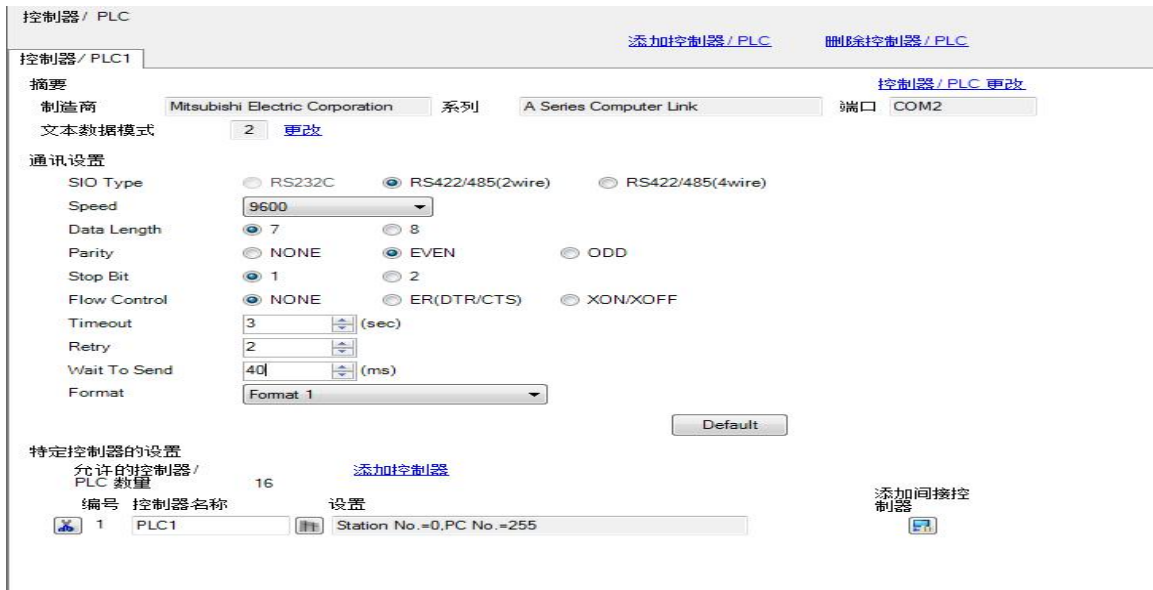 控制器/ PLC
添加控制器/PLC 删除控制器/PLC
控制器/PLC1
摘要 控制器/PLC 更改
制造商 Mitsubishi Electric Corporation 系列 A Series Computer Link 端口 COM2
文本数据模式 2 更改
通讯设置
SIO Type RS232C RS422/485(2wire) RS422/485(4wire)
Speed 9600
Data Length 7 8
Parity NONE EVEN ODD
Stop Bit 1 2
Flow Control NONE ER(DTR/CTS) XON/XOFF
Timeout 3 (sec)
Retry 2
Wait To Send 40 (ms)
Format Format 1
Default
特定控制器的设置
允许的控制器/
PLC 数量 16 添加控制器
编号 控制器名称 设置 添加间接控
制器
1 PLC1 Station No.=0,PC No.=255